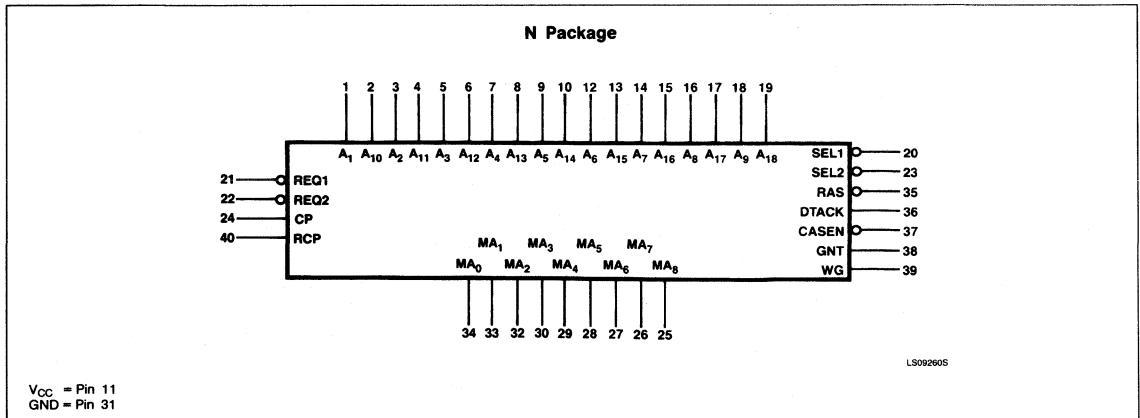 N Package
1 2 3 4 5 6 7 8 9 10 12 13 14 15 16 17 18 19
A1 A10 A2 A11 A3 A12 A4 A13 A5 A14 A6 A15 A7 A16 A8 A17 A9 A18
SEL1 20
SEL2 23
21 REQ1
RAS 35
22 REQ2
DTACK 36
24 CP
CASEN 37
40 RCP
MA1 MA3 MA5 MA7
GNT 38
MA0 MA2 MA4 MA6 MA8
WG 39
34 33 32 30 29 28 27 26 25
LS09260S
VCC = Pin 11
GND = Pin 31